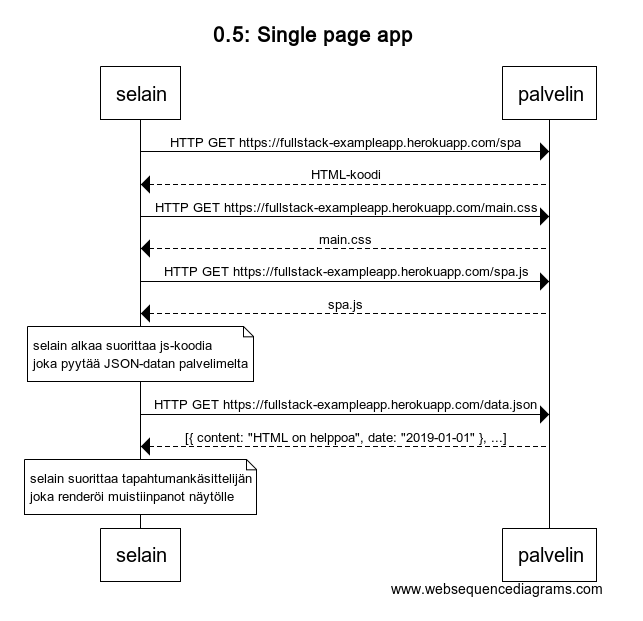 0.5: Single page app
selain
palvelin
HTTP GET https://fullstack-exampleapp.herokuapp.com/spa
HTML-koodi
HTTP GET https://fullstack-exampleapp.herokuapp.com/main.css
main.css
HTTP GET https://fullstack-exampleapp.herokuapp.com/spa.js
spa.js
selain alkaa suorittaa js-koodia
joka pyytää JSON-datan palvelimelta
HTTP GET https://fullstack-exampleapp.herokuapp.com/data.json
[{ content: "HTML on helppoa", date: "2019-01-01" }, ...]
selain suorittaa tapahtumankäsittelijän
joka renderöi muistiinpanot näytölle
selain
palvelin
www.websequencediagrams.com